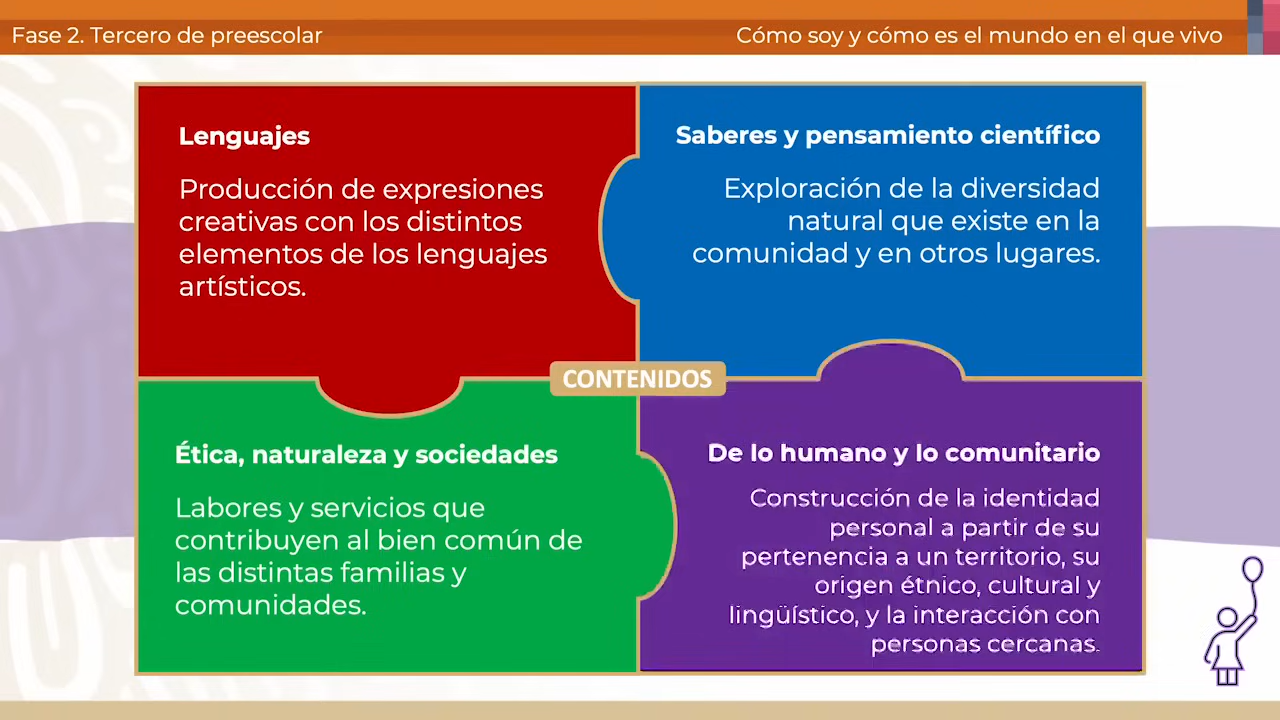 Fase 2. Tercero de preescolar
Cómo soy y cómo es el mundo en el que vivo
Lenguajes
Producción de expresiones
creativas con los distintos
elementos de los lenguajes
artísticos.
Saberes y pensamiento científico
Exploración de la diversidad
natural que existe en la
comunidad y en otros lugares.
CONTENIDOS
Ética, naturaleza y sociedades
Labores y servicios que
contribuyen al bien común de
las distintas familias y
comunidades.
De lo humano y lo comunitario
Construcción de la identidad
personal a partir de su
pertenencia a un territorio, su
origen étnico, cultural y
lingüístico, y la interacción con
personas cercanas.